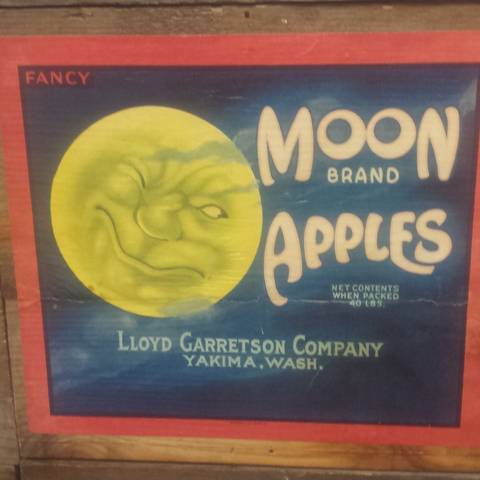 FANCY
MOON
BRAND
APPLES
NET CONTENTS
WHEN PACKED
40 LBS.
LLOYD GARRETSON COMPANY
YAKIMA, WASH.